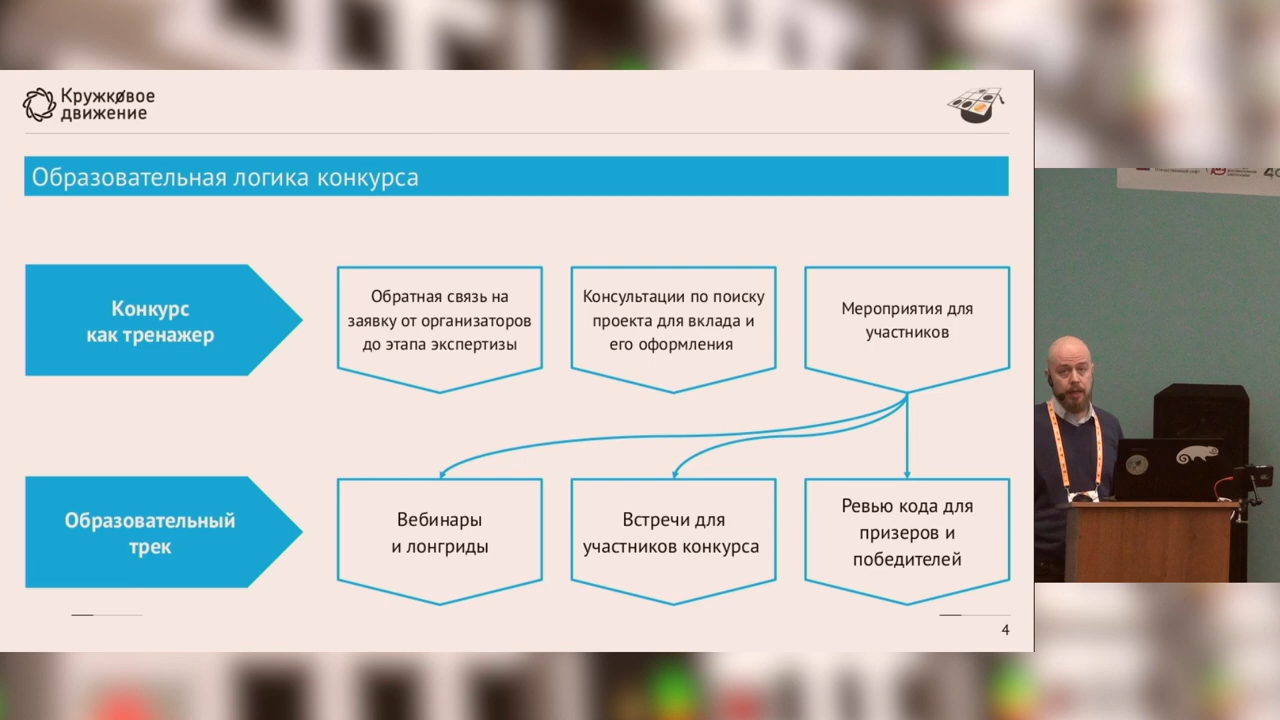 Кружковое
движение
Образовательная логика конкурса
Конкурс
как тренажер
Обратная связь на
заявку от организаторов
до этапа экспертизы
Консультации по поиску
проекта для вклада и
его оформления
Мероприятия для
участников
Образовательный
трек
Вебинары
и лонгриды
Встречи для
участников конкурса
Ревью кода для
призеров и
победителей
4